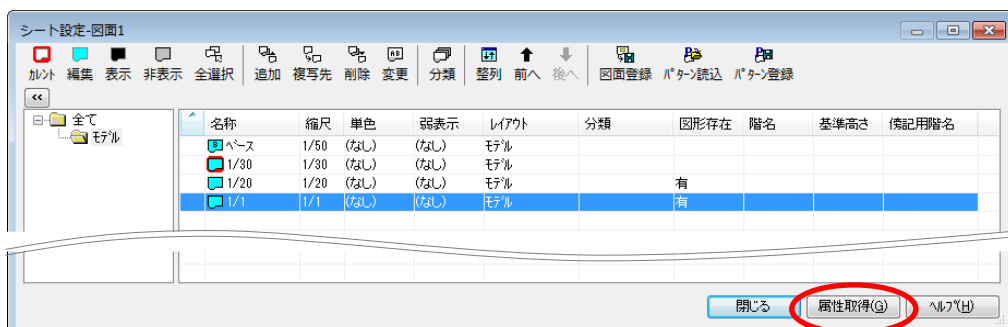 シート設定-図面1
ｶﾚﾝﾄ 編集 表示 非表示 全選択 追加 複写先 削除 変更 分類 整列 前へ 後へ 図面登録 ﾊﾟﾀｰﾝ読込 ﾊﾟﾀｰﾝ登録
<<
全て
ﾓﾃﾞﾙ
名称 縮尺 単色 弱表示 ﾚｲｱｳﾄ 分類 図形存在 階名 基準高さ 傍記用階名
B ﾍﾞｰｽ 1/50 (なし) (なし) ﾓﾃﾞﾙ
1/30 1/30 (なし) (なし) ﾓﾃﾞﾙ
1/20 1/20 (なし) (なし) ﾓﾃﾞﾙ 有
1/1 1/1 (なし) (なし) ﾓﾃﾞﾙ 有
閉じる 属性取得(G) ﾍﾙﾌﾟ(H)